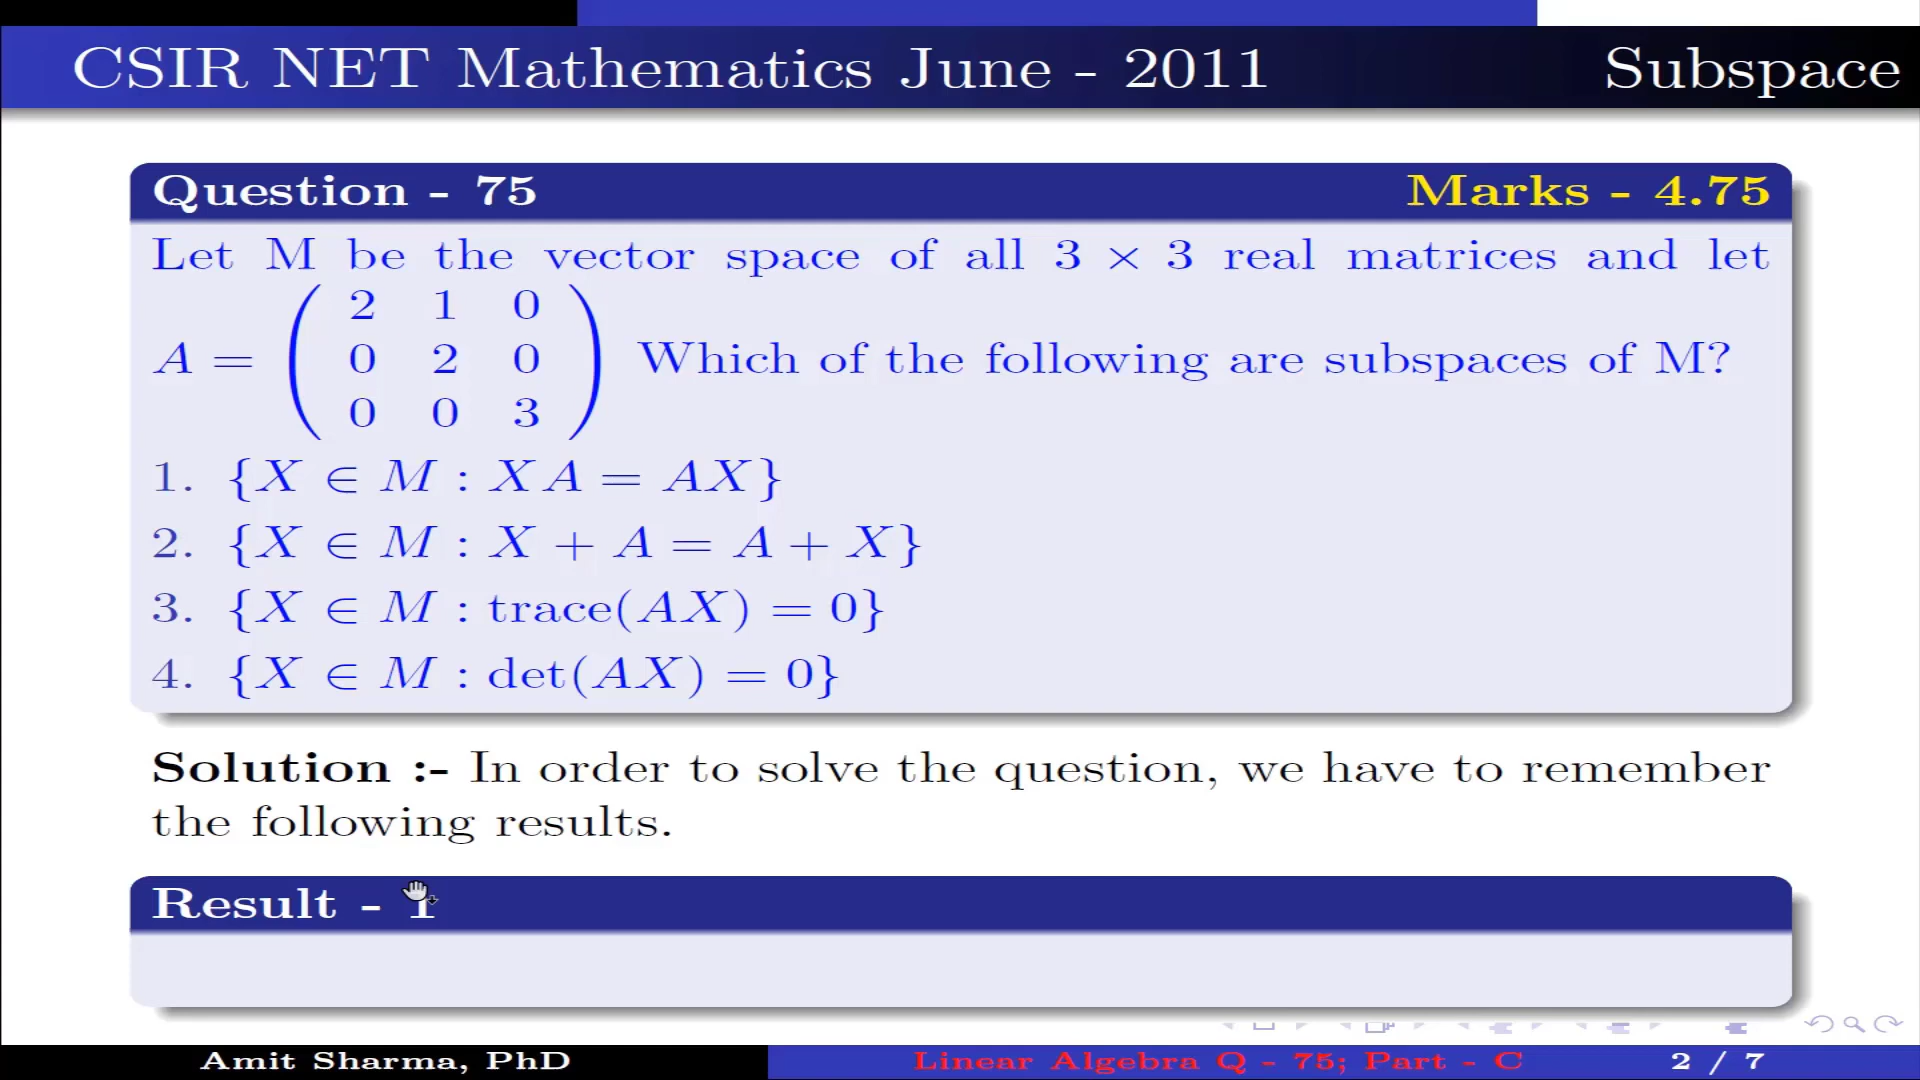 CSIR NET Mathematics June - 2011 Subspace
Question - 75 Marks - 4.75
Let M be the vector space of all 3 × 3 real matrices and let
2 1 0
A = 0 2 0 Which of the following are subspaces of M?
0 0 3
1. {X ∈ M : XA = AX}
2. {X ∈ M : X + A = A + X}
3. {X ∈ M : trace(AX) = 0}
4. {X ∈ M : det(AX) = 0}
Solution :- In order to solve the question, we have to remember
the following results.
Result - 1
Amit Sharma, PhD Linear Algebra Q - 75; Part - C 2 / 7